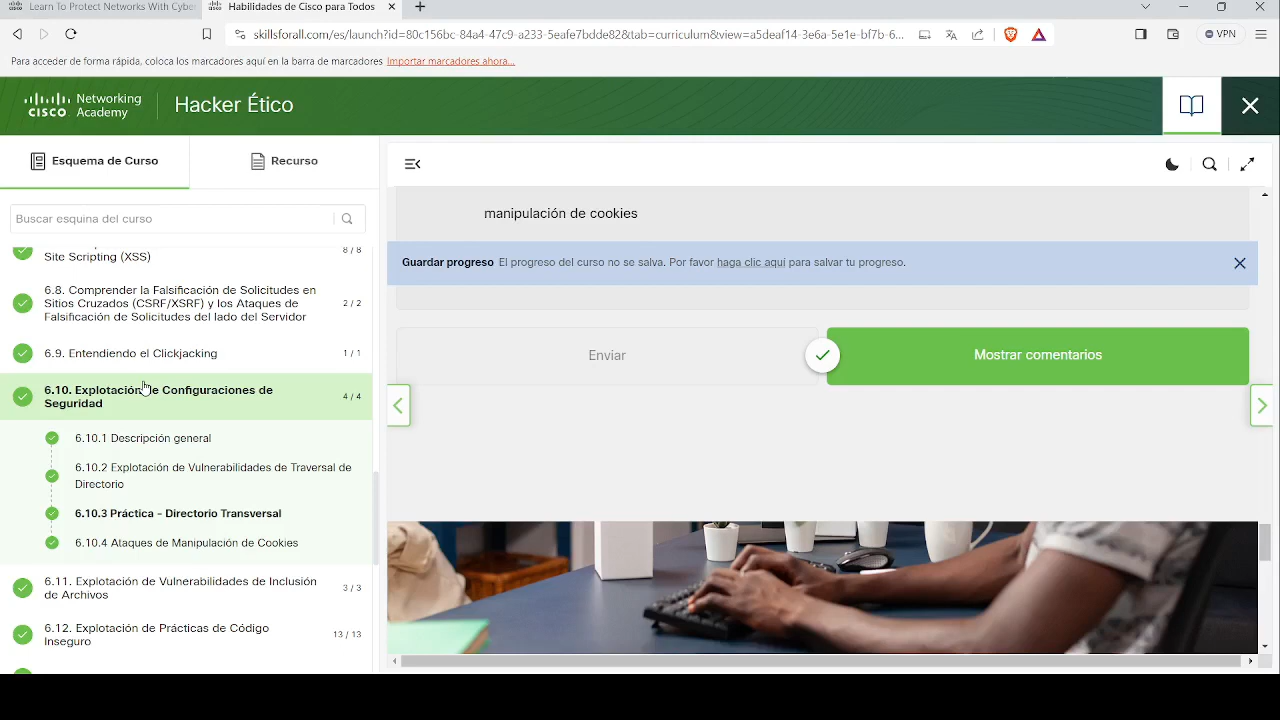 Learn To Protect Networks With Cybe
Habilidades de Cisco para Todos
skillsforall.com/es/launch?id=80c156bc-84a4-47c9-a233-5eafe7bdde82&tab=curriculum&view=a5deaf14-3e6a-5e1e-bf7b-6...
VPN
Para acceder de forma rápida, coloca los marcadores aquí en la barra de marcadores Importar marcadores ahora...
cisco Networking Academy
Hacker Ético
Esquema de Curso
Recurso
Buscar esquina del curso
Site Scripting (XSS)
8 / 8
6.8. Comprender la Falsificación de Solicitudes en
Sitios Cruzados (CSRF/XSRF) y los Ataques de
Falsificación de Solicitudes del lado del Servidor
2 / 2
6.9. Entendiendo el Clickjacking
1 / 1
6.10. Explotación de Configuraciones de
Seguridad
4 / 4
6.10.1 Descripción general
6.10.2 Explotación de Vulnerabilidades de Traversal de
Directorio
6.10.3 Práctica - Directorio Transversal
6.10.4 Ataques de Manipulación de Cookies
6.11. Explotación de Vulnerabilidades de Inclusión
de Archivos
3 / 3
6.12. Explotación de Prácticas de Código
Inseguro
13 / 13
manipulación de cookies
Guardar progreso El progreso del curso no se salva. Por favor haga clic aquí para salvar tu progreso.
Enviar
Mostrar comentarios